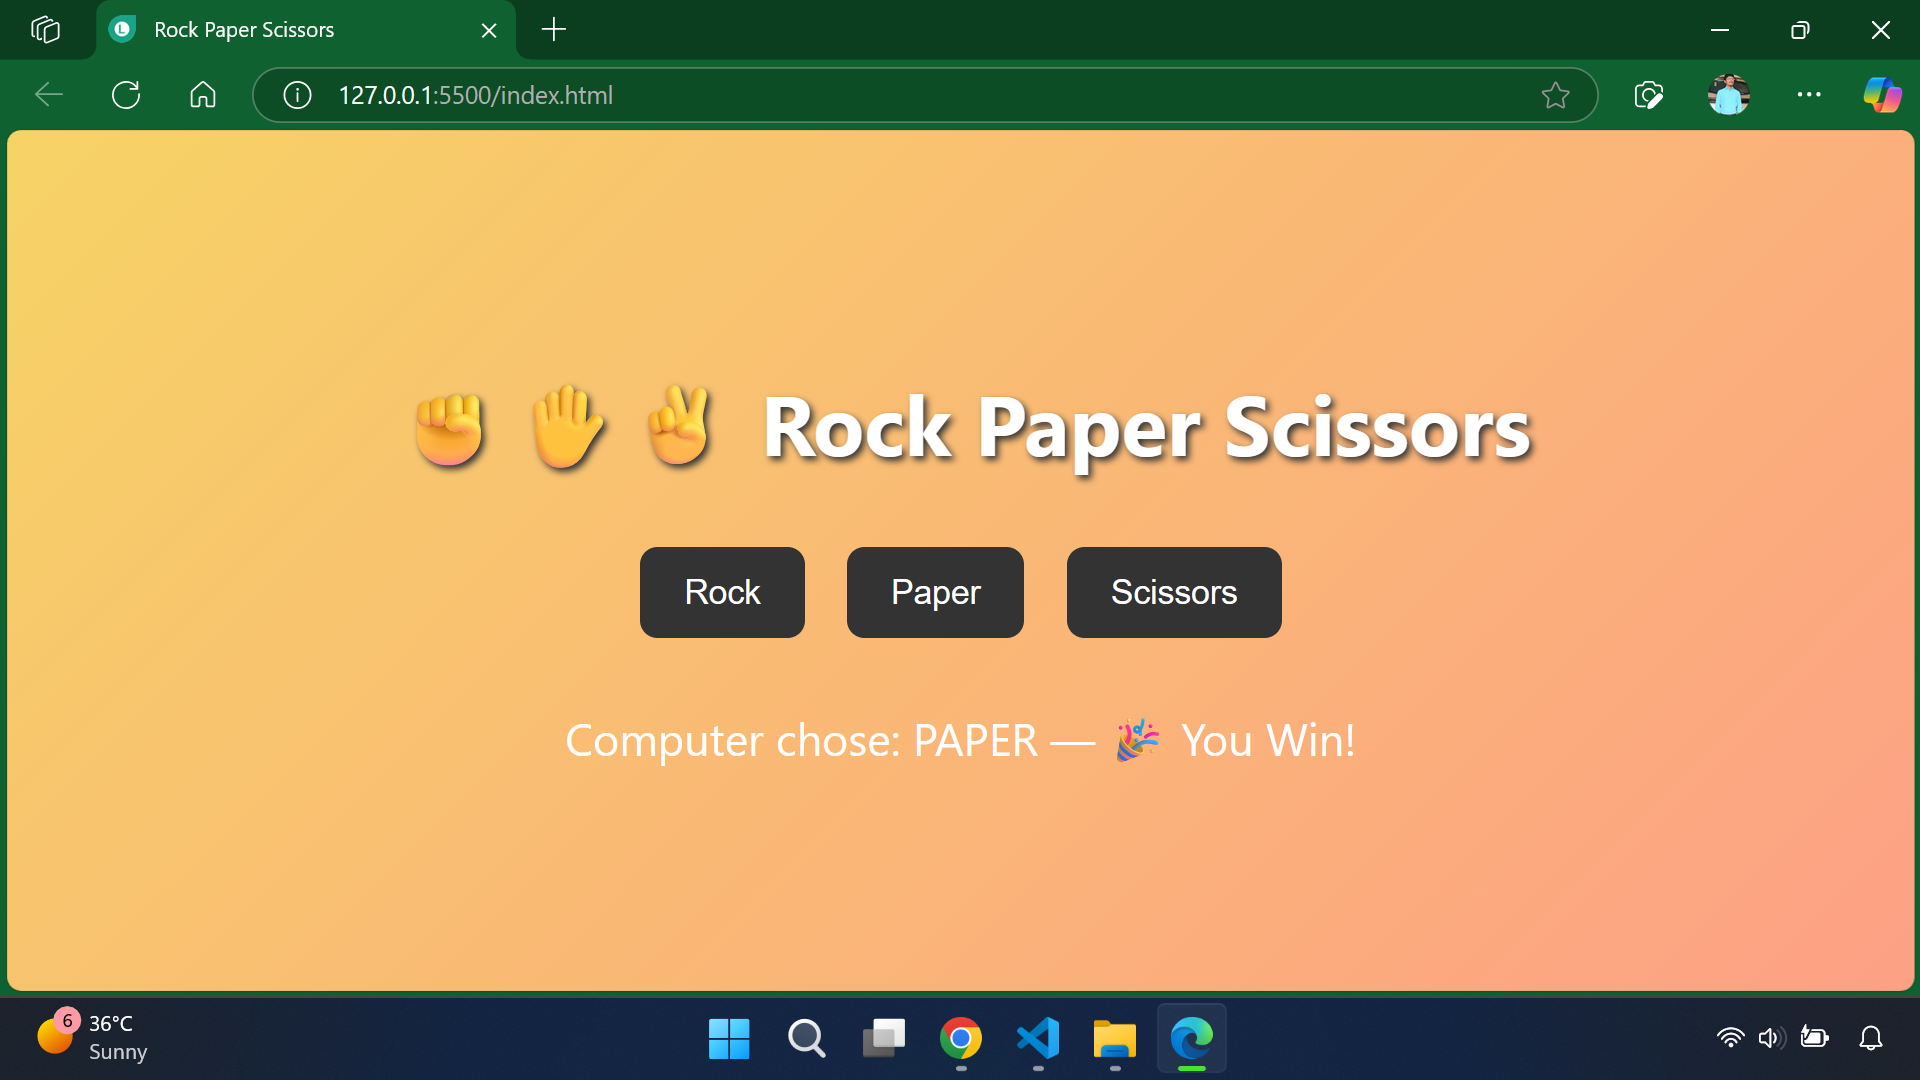 Rock Paper Scissors
127.0.0.1:5500/index.html
✊ 🖐 ✌ Rock Paper Scissors
Rock Paper Scissors
Computer chose: PAPER — 🎉 You Win!
6
36°C
Sunny